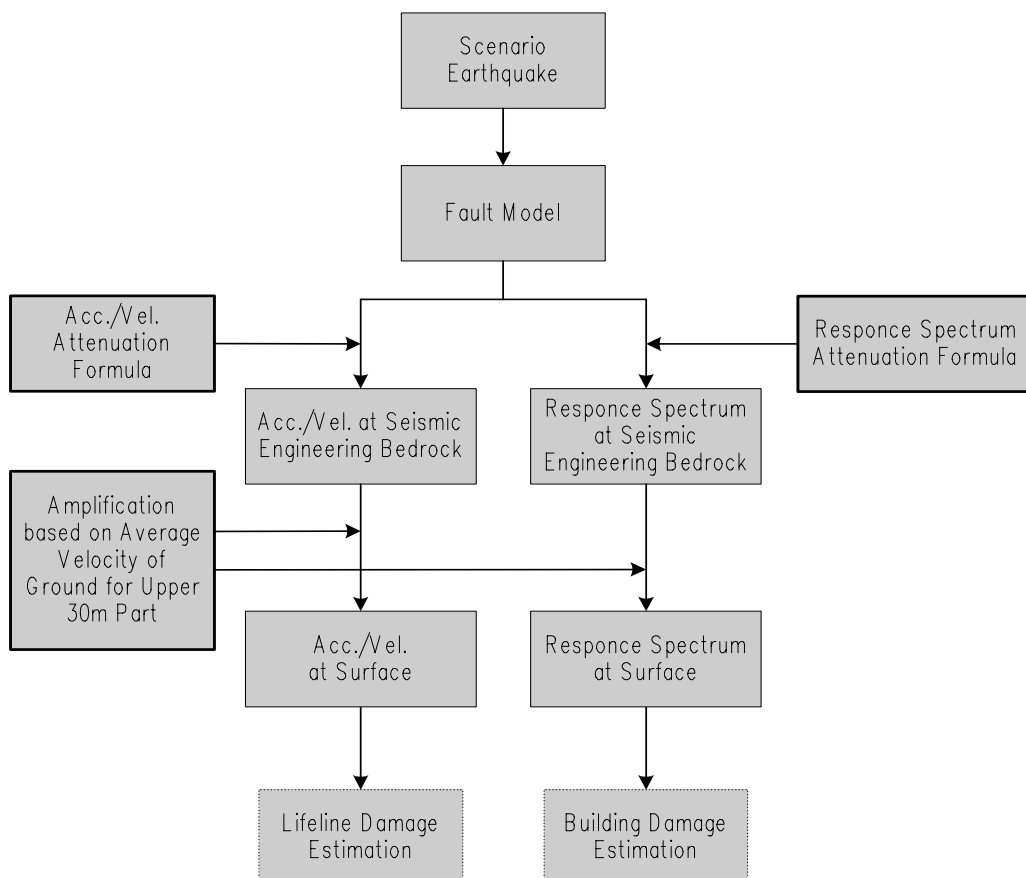 Scenario
Earthquake
Fault Model
Acc./Vel.
Attenuation
Formula
Responce Spectrum
Attenuation Formula
Acc./Vel. at Seismic
Engineering Bedrock
Responce Spectrum
at Seismic
Engineering Bedrock
Amplification
based on Average
Velocity of
Ground for Upper
30m Part
Acc./Vel.
at Surface
Responce Spectrum
at Surface
Lifeline Damage
Estimation
Building Damage
Estimation